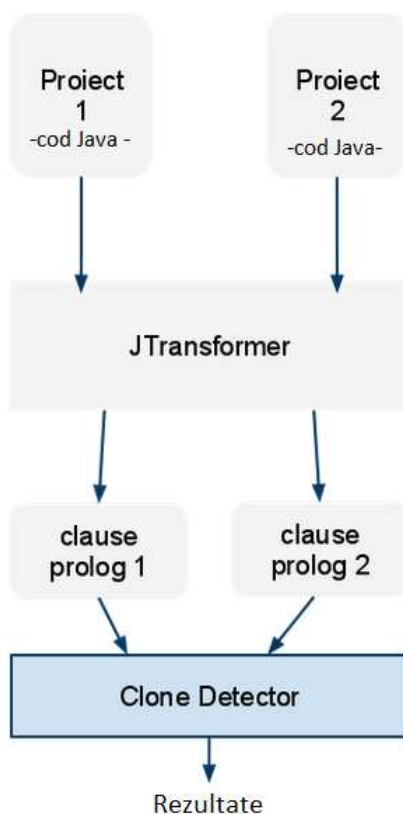 Proiect
1
-cod Java -
Proiect
2
-cod Java-
JTransformer
clause
prolog 1
clause
prolog 2
Clone Detector
Rezultate